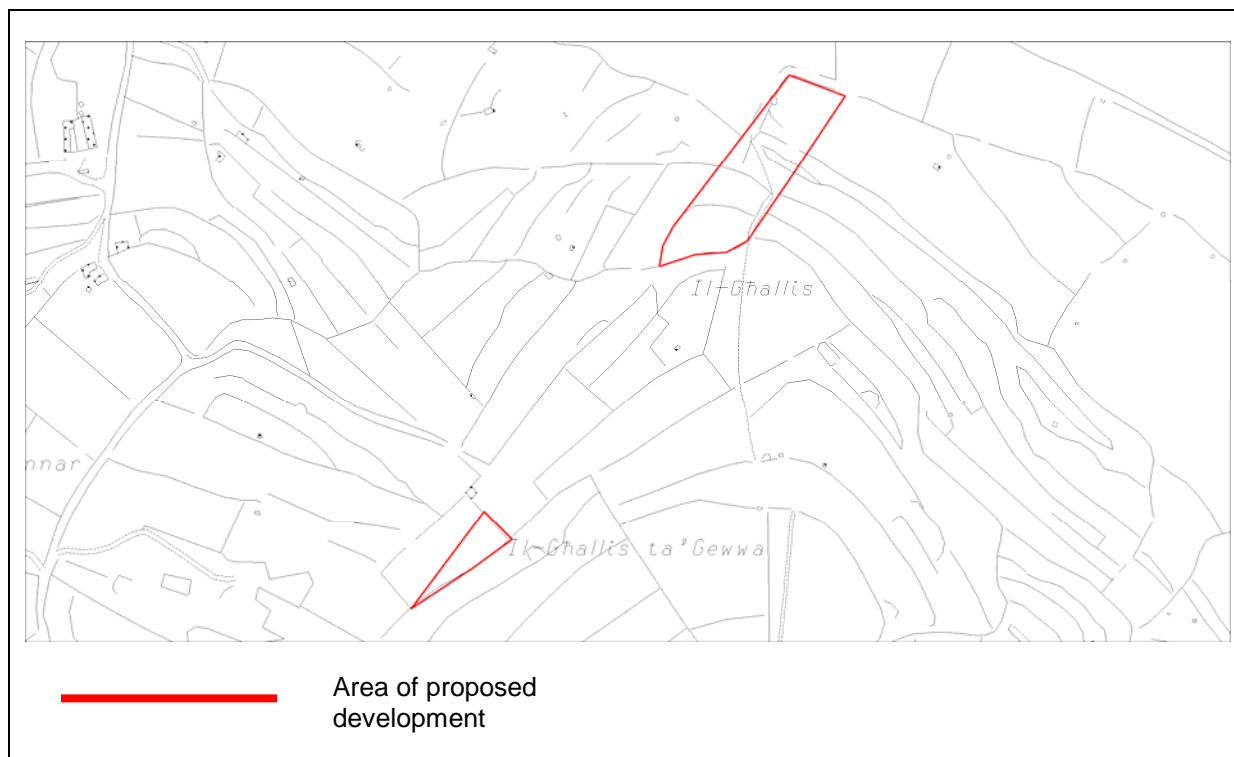 Il-Għallis
nnar
Il-Għallis ta'Gewwa
Area of proposed
development